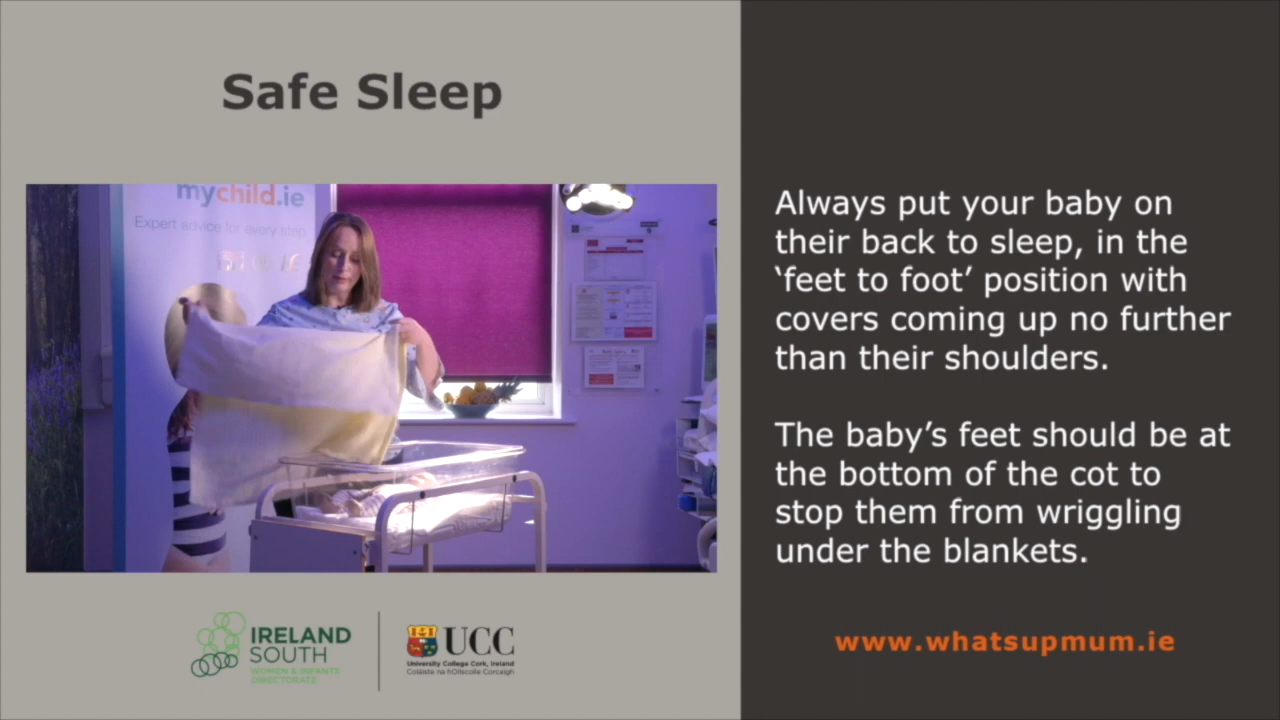 Safe Sleep
mychild.ie
Expert advice for every step
Always put your baby on
their back to sleep, in the
‘feet to foot’ position with
covers coming up no further
than their shoulders.
The baby’s feet should be at
the bottom of the cot to
stop them from wriggling
under the blankets.
www.whatsupmum.ie
IRELAND
SOUTH
WOMEN & INFANTS
DIRECTORATE
UCC
University College Cork, Ireland
Coláiste na hOllscoile Corcaigh